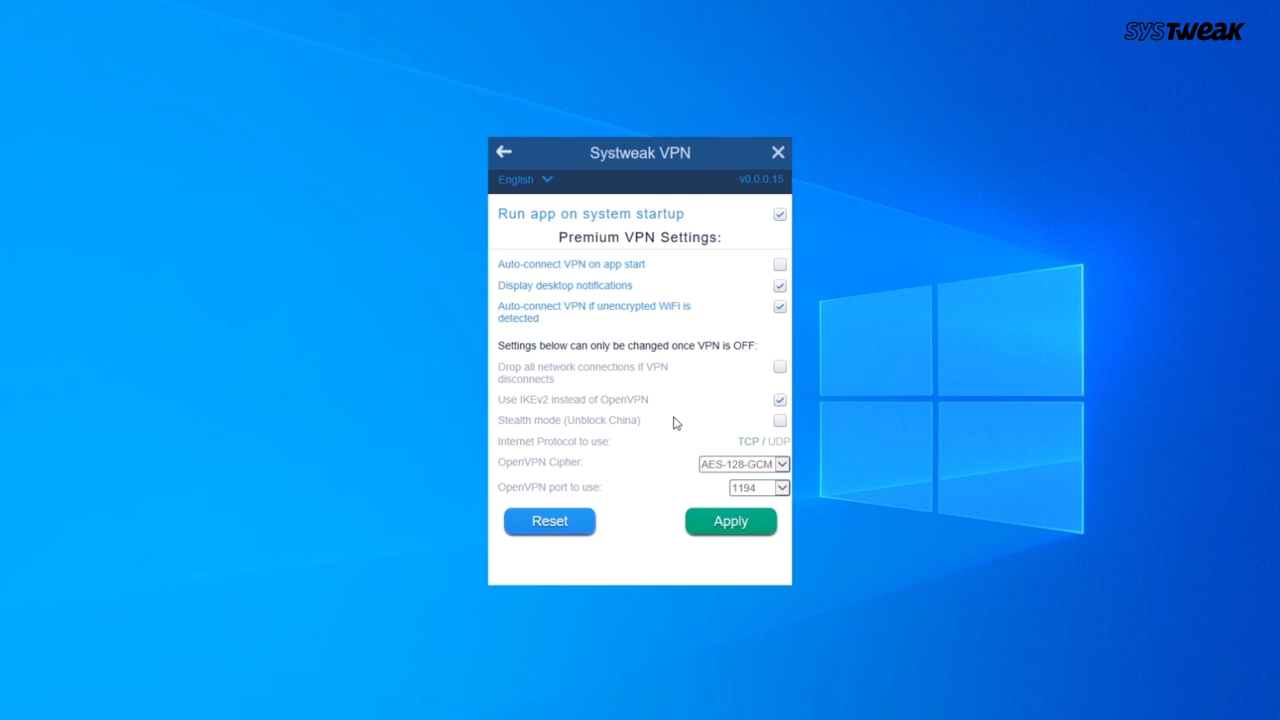 SYSTweak
Systweak VPN
English v0.0.0.15
Run app on system startup
Premium VPN Settings:
Auto-connect VPN on app start
Display desktop notifications
Auto-connect VPN if unencrypted WiFi is
detected
Settings below can only be changed once VPN is OFF:
Drop all network connections if VPN
disconnects
Use IKEv2 instead of OpenVPN
Stealth mode (Unblock China)
Internet Protocol to use: TCP / UDP
OpenVPN Cipher: AES-128-GCM
OpenVPN port to use: 1194
Reset Apply